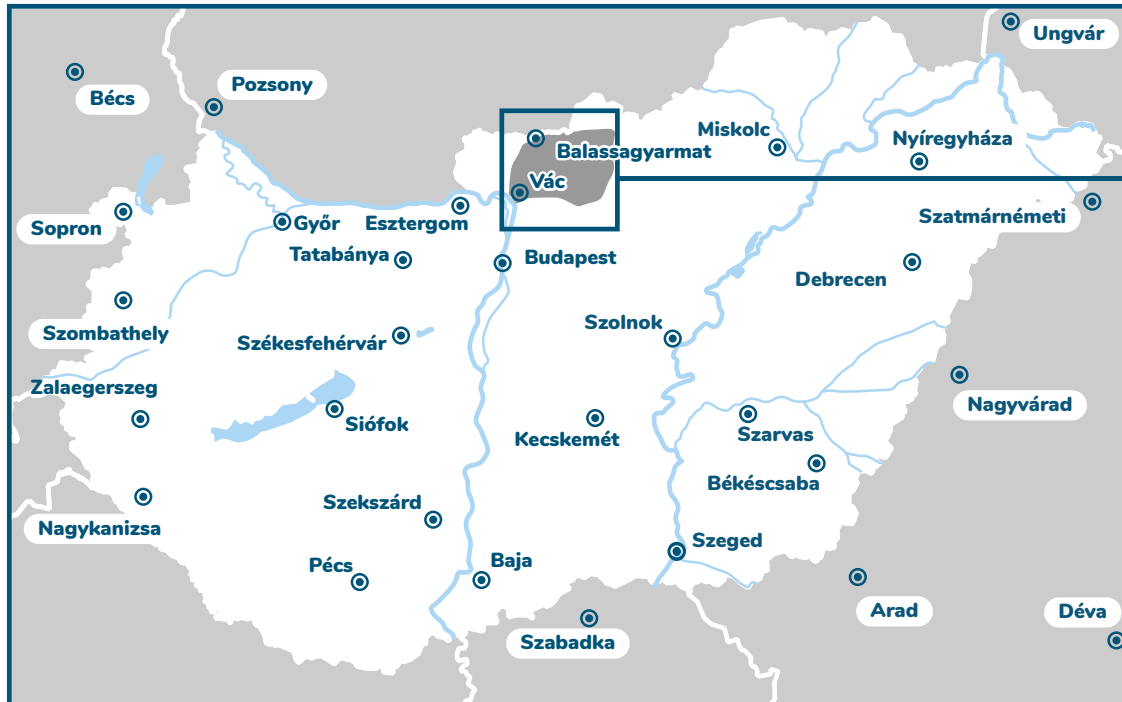 Ungvár
Bécs
Pozsony
Miskolc
Nyíregyháza
Balassagyarmat
Vác
Sopron
Győr
Esztergom
Szatmárnémeti
Tatabánya
Budapest
Debrecen
Szombathely
Székesfehérvár
Szolnok
Zalaegerszeg
Nagyvárad
Siófok
Kecskemét
Szarvas
Békéscsaba
Szekszárd
Nagykanizsa
Szeged
Pécs
Baja
Arad
Déva
Szabadka